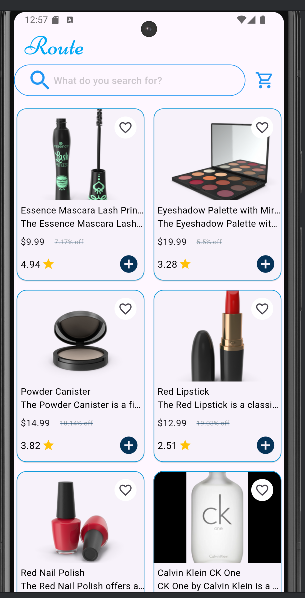 12:57
Route
What do you search for?
Essence Mascara Lash Prin...
The Essence Mascara Lash...
$9.99 7.17% off
4.94
Eyeshadow Palette with Mir...
The Eyeshadow Palette wit...
$19.99 5.5% off
3.28
Powder Canister
The Powder Canister is a fi...
$14.99 18.14% off
3.82
Red Lipstick
The Red Lipstick is a classi...
$12.99
2.51
Red Nail Polish
The Red Nail Polish offers a...
ck
one
Calvin Klein CK One
CK One by Calvin Klein is a ...